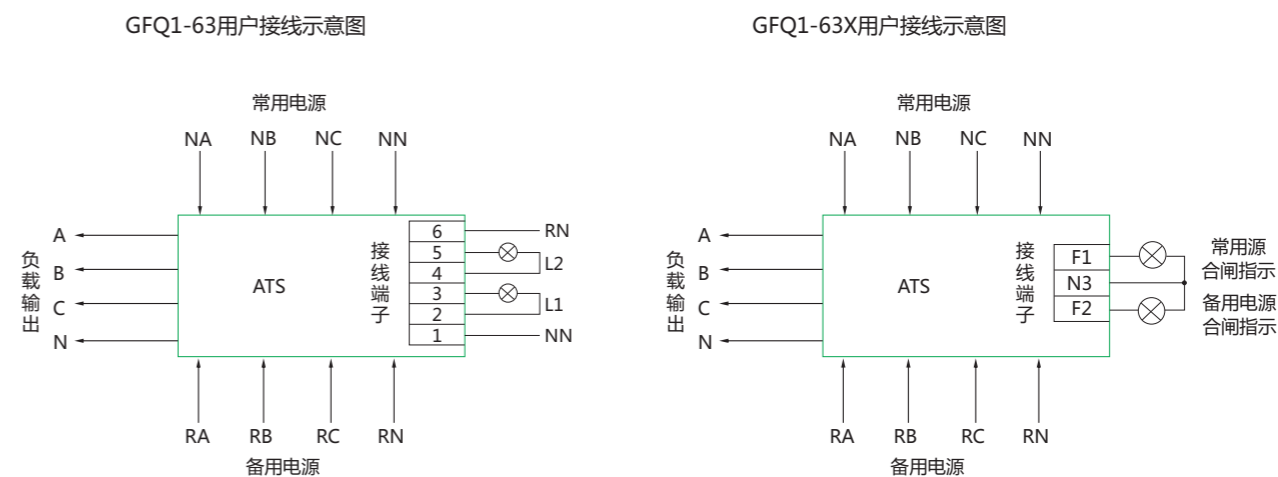 GFQ1-63用户接线示意图
常用电源
NA NB NC NN
A
B
C
N
负载输出
ATS
接线端子
6
5
4
3
2
1
RN
L2
L1
NN
RA RB RC RN
备用电源
GFQ1-63X用户接线示意图
常用电源
NA NB NC NN
A
B
C
N
负载输出
ATS
接线端子
F1
N3
F2
常用源
合闸指示
备用电源
合闸指示
RA RB RC RN
备用电源